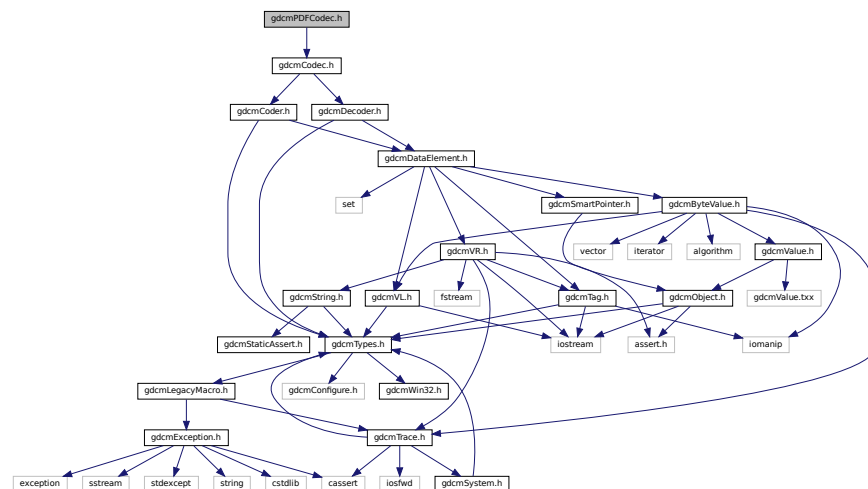 gdcmPDFCodec.h
gdcmCodec.h
gdcmCoder.h
gdcmDecoder.h
gdcmDataElement.h
set
gdcmSmartPointer.h
gdcmByteValue.h
gdcmVR.h
vector
iterator
algorithm
gdcmValue.h
gdcmString.h
gdcmVL.h
fstream
gdcmTag.h
gdcmObject.h
gdcmValue.txx
gdcmStaticAssert.h
gdcmTypes.h
iostream
assert.h
iomanip
gdcmLegacyMacro.h
gdcmConfigure.h
gdcmWin32.h
gdcmException.h
gdcmTrace.h
exception
sstream
stdexcept
string
cstdlib
cassert
iosfwd
gdcmSystem.h